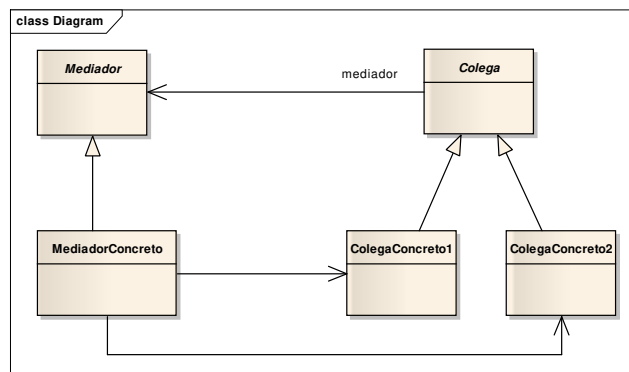 class Diagram
Mediador
mediador
Colega
MediadorConcreto
ColegaConcreto1
ColegaConcreto2